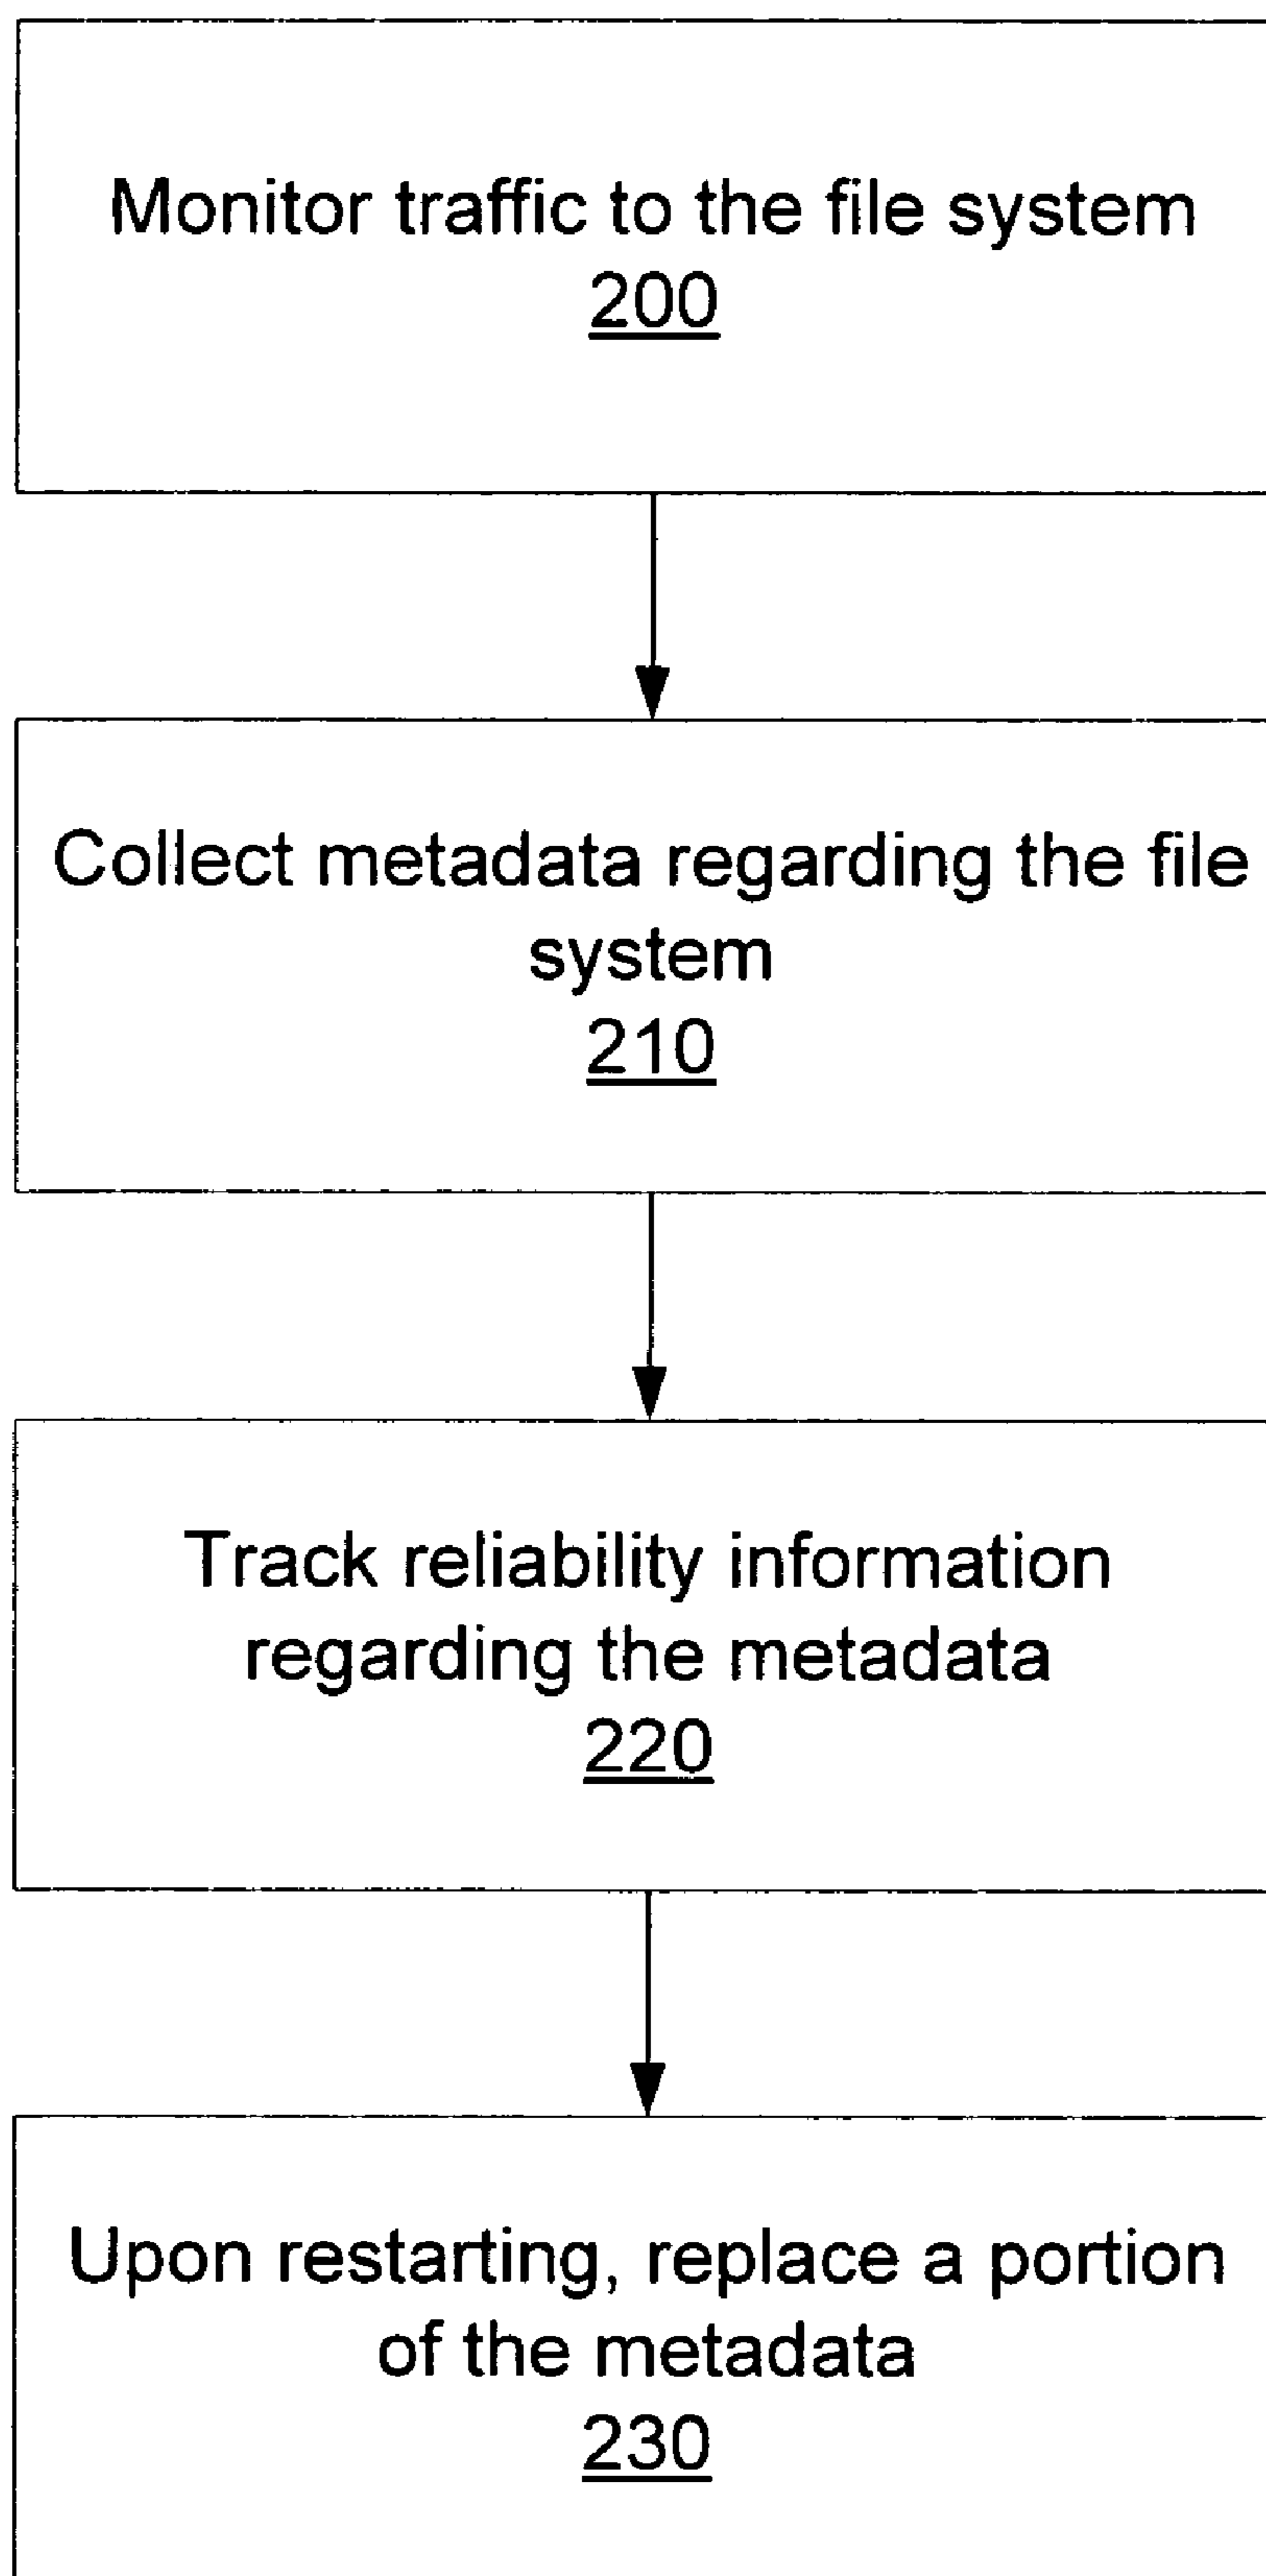 Monitor traffic to the file system
200
Collect metadata regarding the file
system
210
Track reliability information
regarding the metadata
220
Upon restarting, replace a portion
of the metadata
230